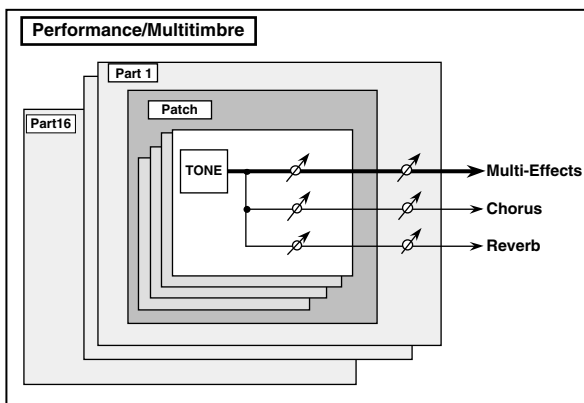 Performance/Multitimbre
Part 1
Patch
Part16
TONE
Multi-Effects
Chorus
Reverb